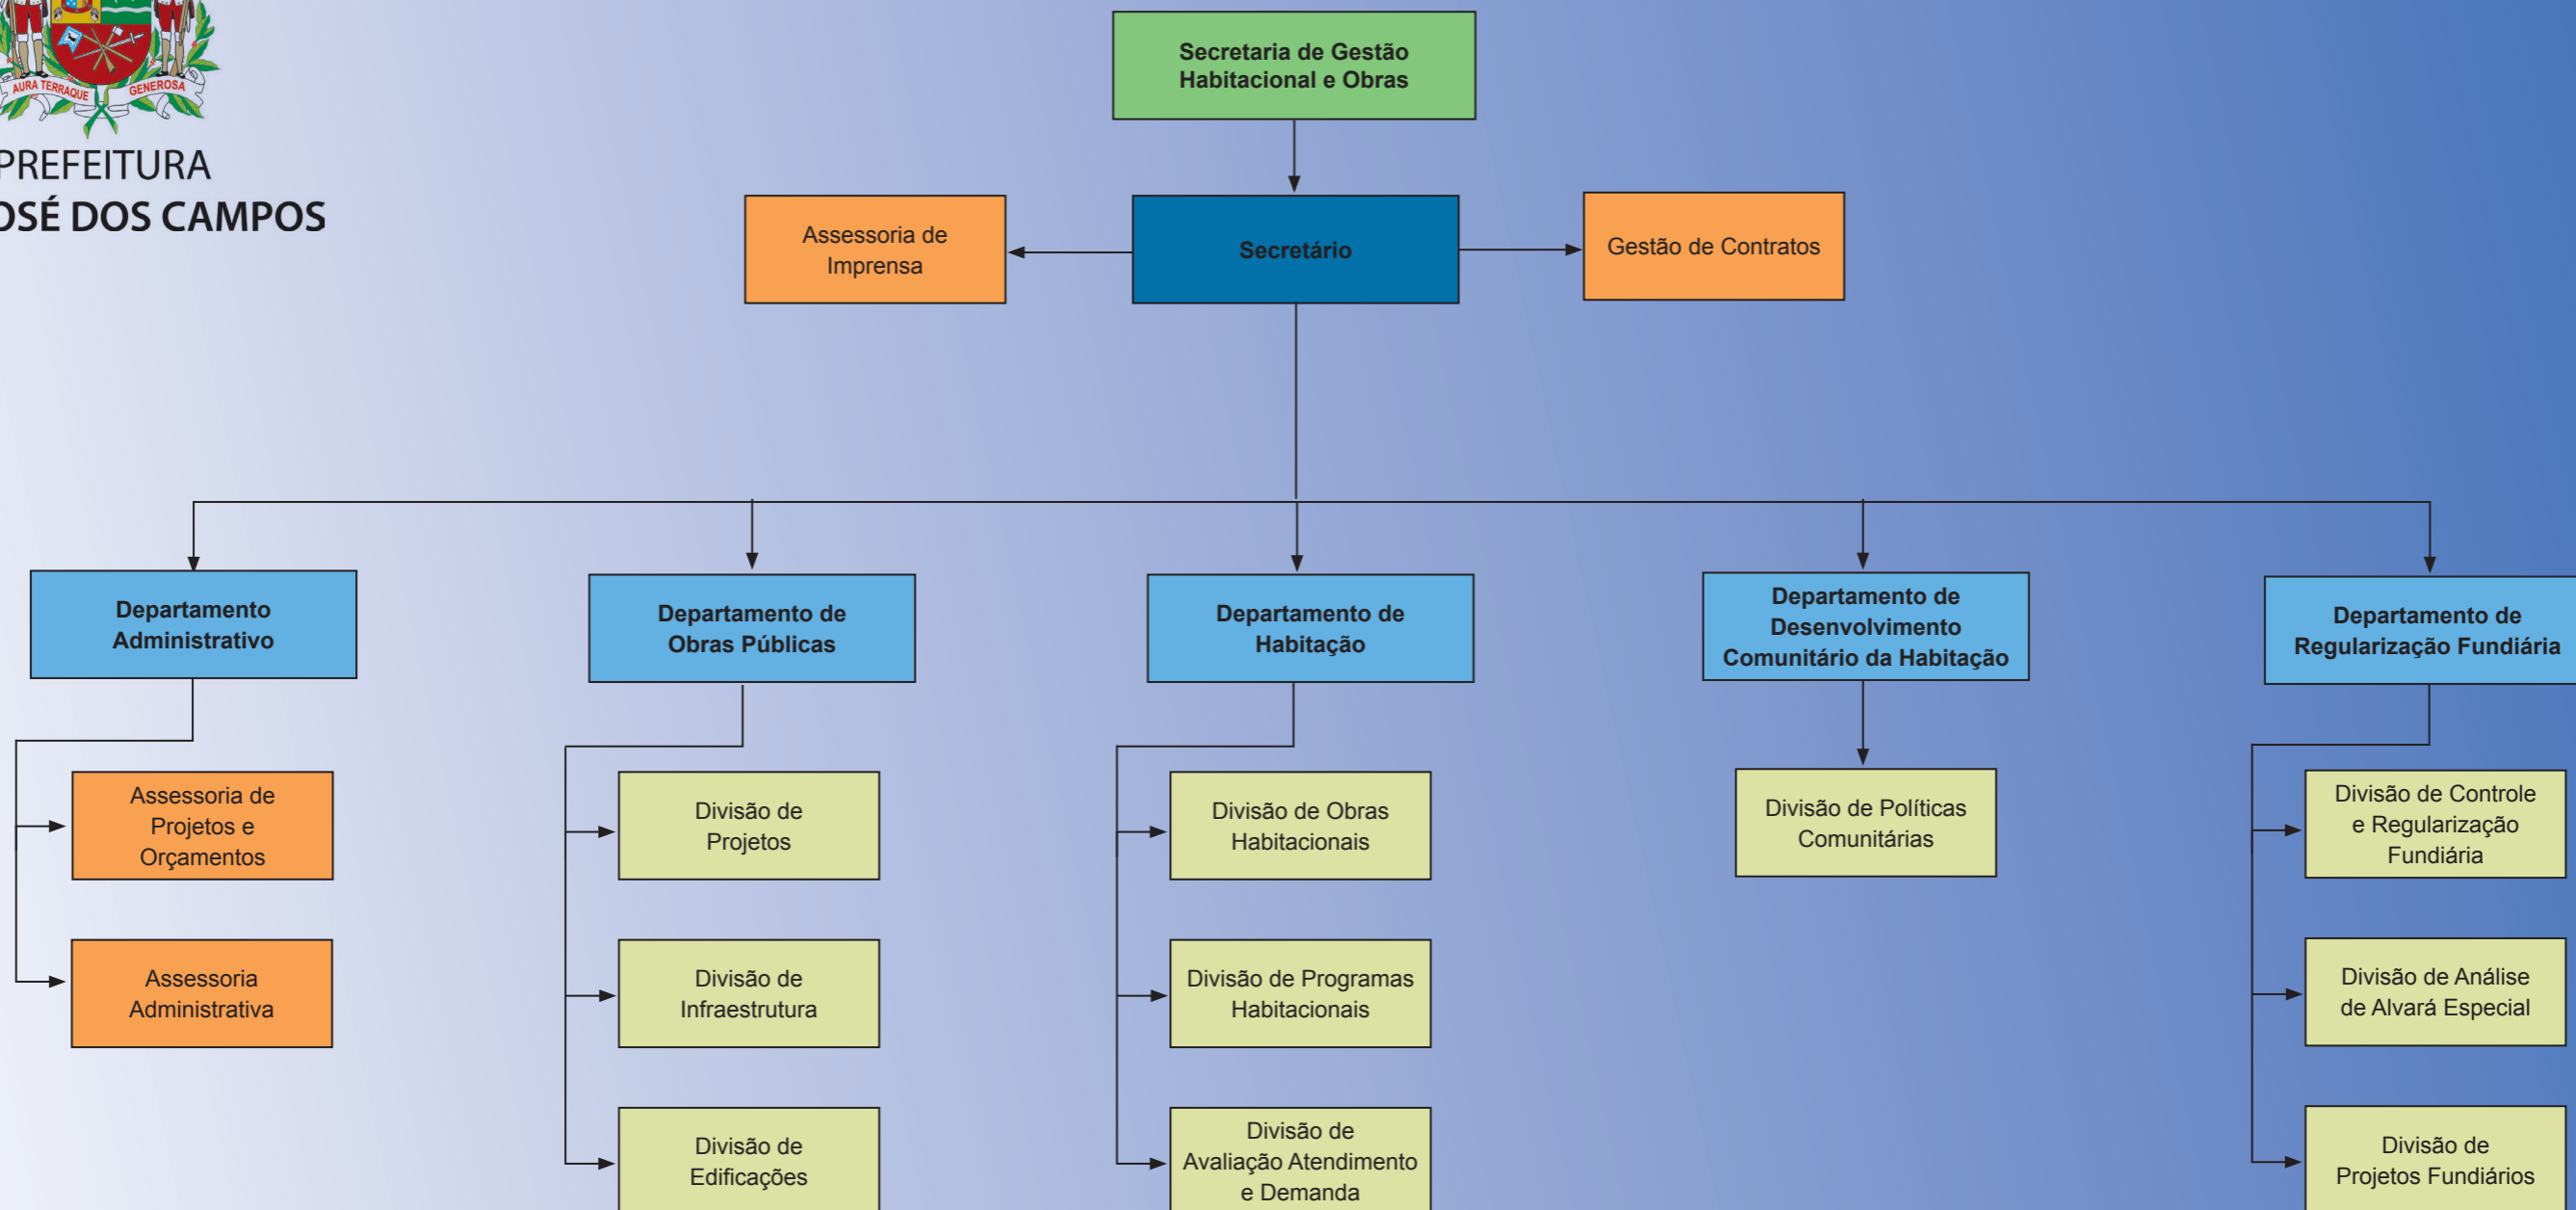 AURA TERRAQUE GENEROSA
PREFEITURA
OSÉ DOS CAMPOS
Secretaria de Gestão
Habitacional e Obras
Assessoria de
Imprensa
Secretário
Gestão de Contratos
Departamento
Administrativo
Departamento de
Obras Públicas
Departamento de
Habitação
Departamento de
Desenvolvimento
Comunitário da Habitação
Departamento de
Regularização Fundiária
Assessoria de
Projetos e
Orçamentos
Assessoria
Administrativa
Divisão de
Projetos
Divisão de
Infraestrutura
Divisão de
Edificações
Divisão de Obras
Habitacionais
Divisão de Programas
Habitacionais
Divisão de
Avaliação Atendimento
e Demanda
Divisão de Políticas
Comunitárias
Divisão de Controle
e Regularização
Fundiária
Divisão de Análise
de Alvará Especial
Divisão de
Projetos Fundiários